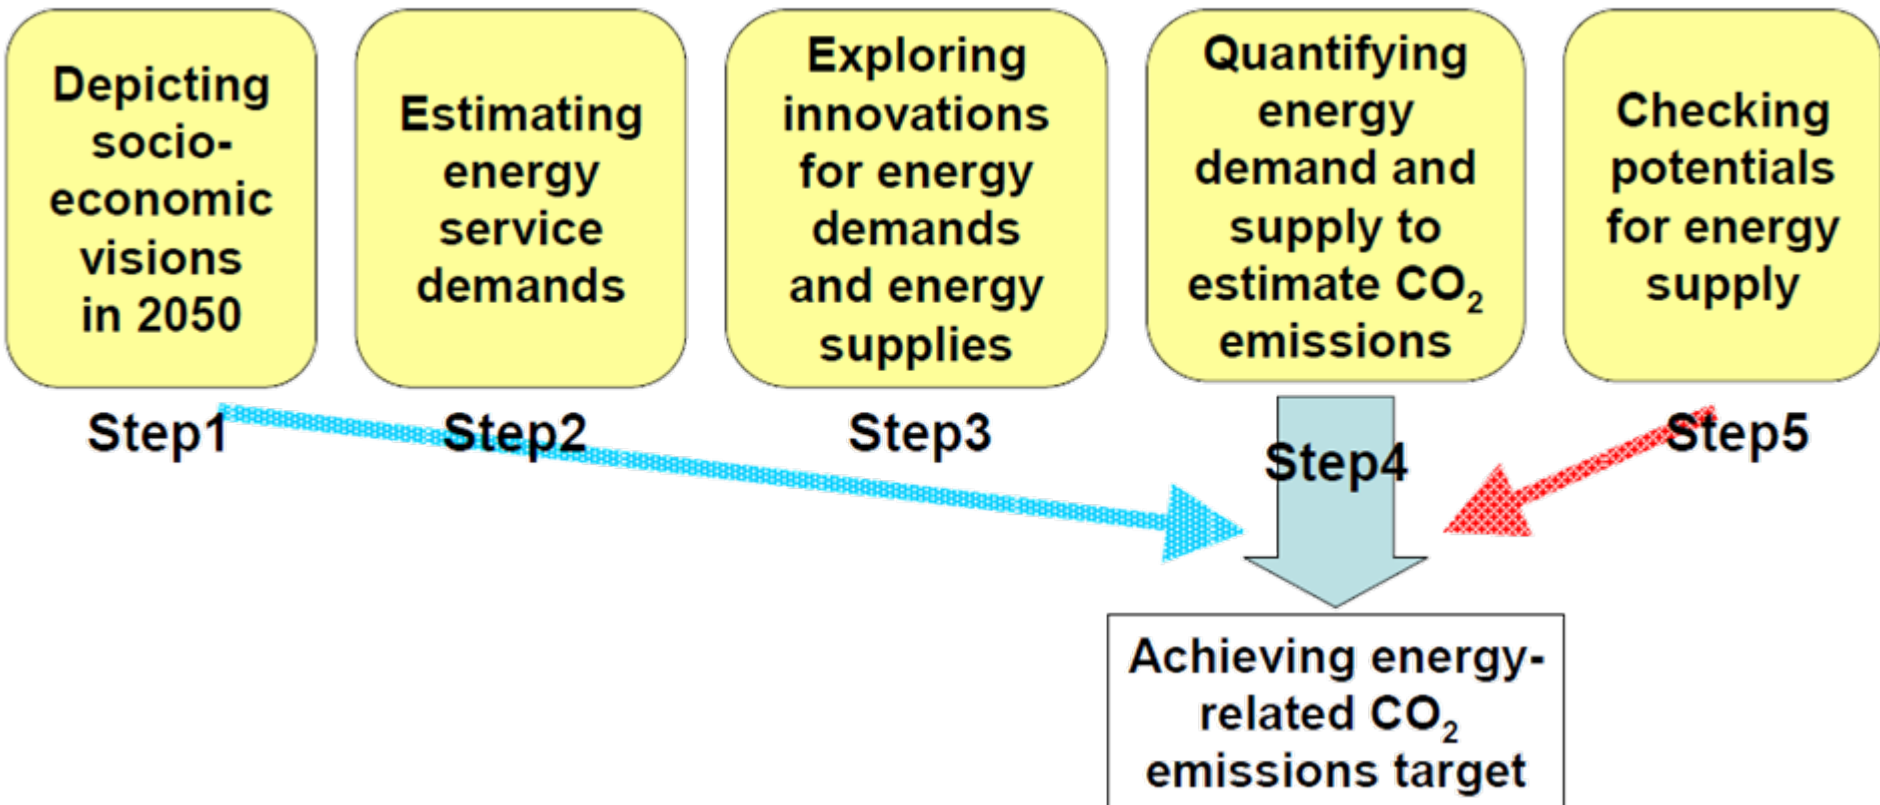 Depicting
socio-
economic
visions
in 2050
Estimating
energy
service
demands
Exploring
innovations
for energy
demands
and energy
supplies
Quantifying
energy
demand and
supply to
estimate CO₂
emissions
Checking
potentials
for energy
supply
Step1
Step2
Step3
Step4
Step5
Achieving energy-
related CO₂
emissions target